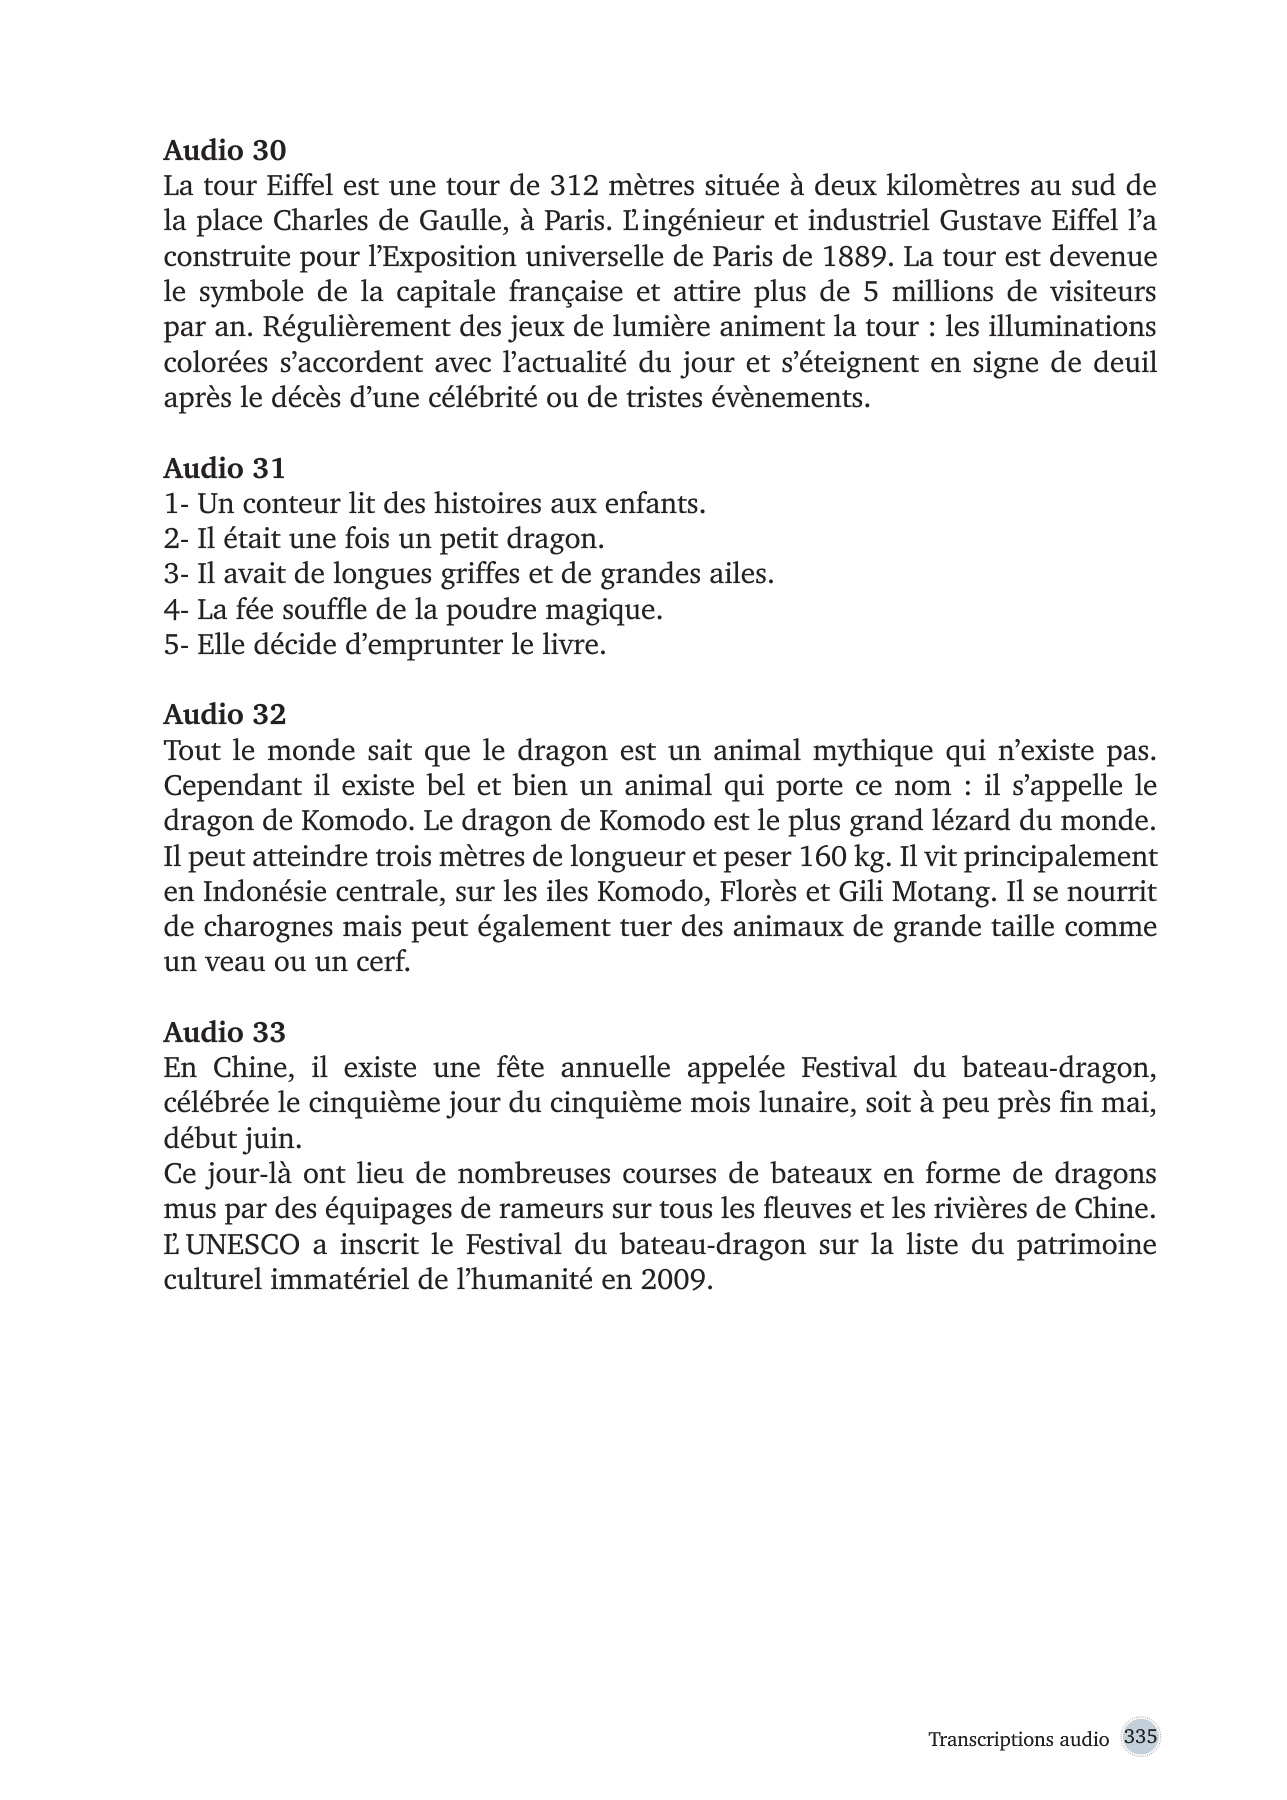 Audio 30
La tour Eiffel est une tour de 312 mètres située à deux kilomètres au sud de
la place Charles de Gaulle, à Paris. L’ingénieur et industriel Gustave Eiffel l’a
construite pour l’Exposition universelle de Paris de 1889. La tour est devenue
le symbole de la capitale française et attire plus de 5 millions de visiteurs
par an. Régulièrement des jeux de lumière animent la tour : les illuminations
colorées s’accordent avec l’actualité du jour et s’éteignent en signe de deuil
après le décès d’une célébrité ou de tristes évènements.
Audio 31
1- Un conteur lit des histoires aux enfants.
2- Il était une fois un petit dragon.
3- Il avait de longues griffes et de grandes ailes.
4- La fée souffle de la poudre magique.
5- Elle décide d’emprunter le livre.
Audio 32
Tout le monde sait que le dragon est un animal mythique qui n’existe pas.
Cependant il existe bel et bien un animal qui porte ce nom : il s’appelle le
dragon de Komodo. Le dragon de Komodo est le plus grand lézard du monde.
Il peut atteindre trois mètres de longueur et peser 160 kg. Il vit principalement
en Indonésie centrale, sur les iles Komodo, Florès et Gili Motang. Il se nourrit
de charognes mais peut également tuer des animaux de grande taille comme
un veau ou un cerf.
Audio 33
En Chine, il existe une fête annuelle appelée Festival du bateau-dragon,
célébrée le cinquième jour du cinquième mois lunaire, soit à peu près fin mai,
début juin.
Ce jour-là ont lieu de nombreuses courses de bateaux en forme de dragons
mus par des équipages de rameurs sur tous les fleuves et les rivières de Chine.
L’UNESCO a inscrit le Festival du bateau-dragon sur la liste du patrimoine
culturel immatériel de l’humanité en 2009.
Transcriptions audio 335